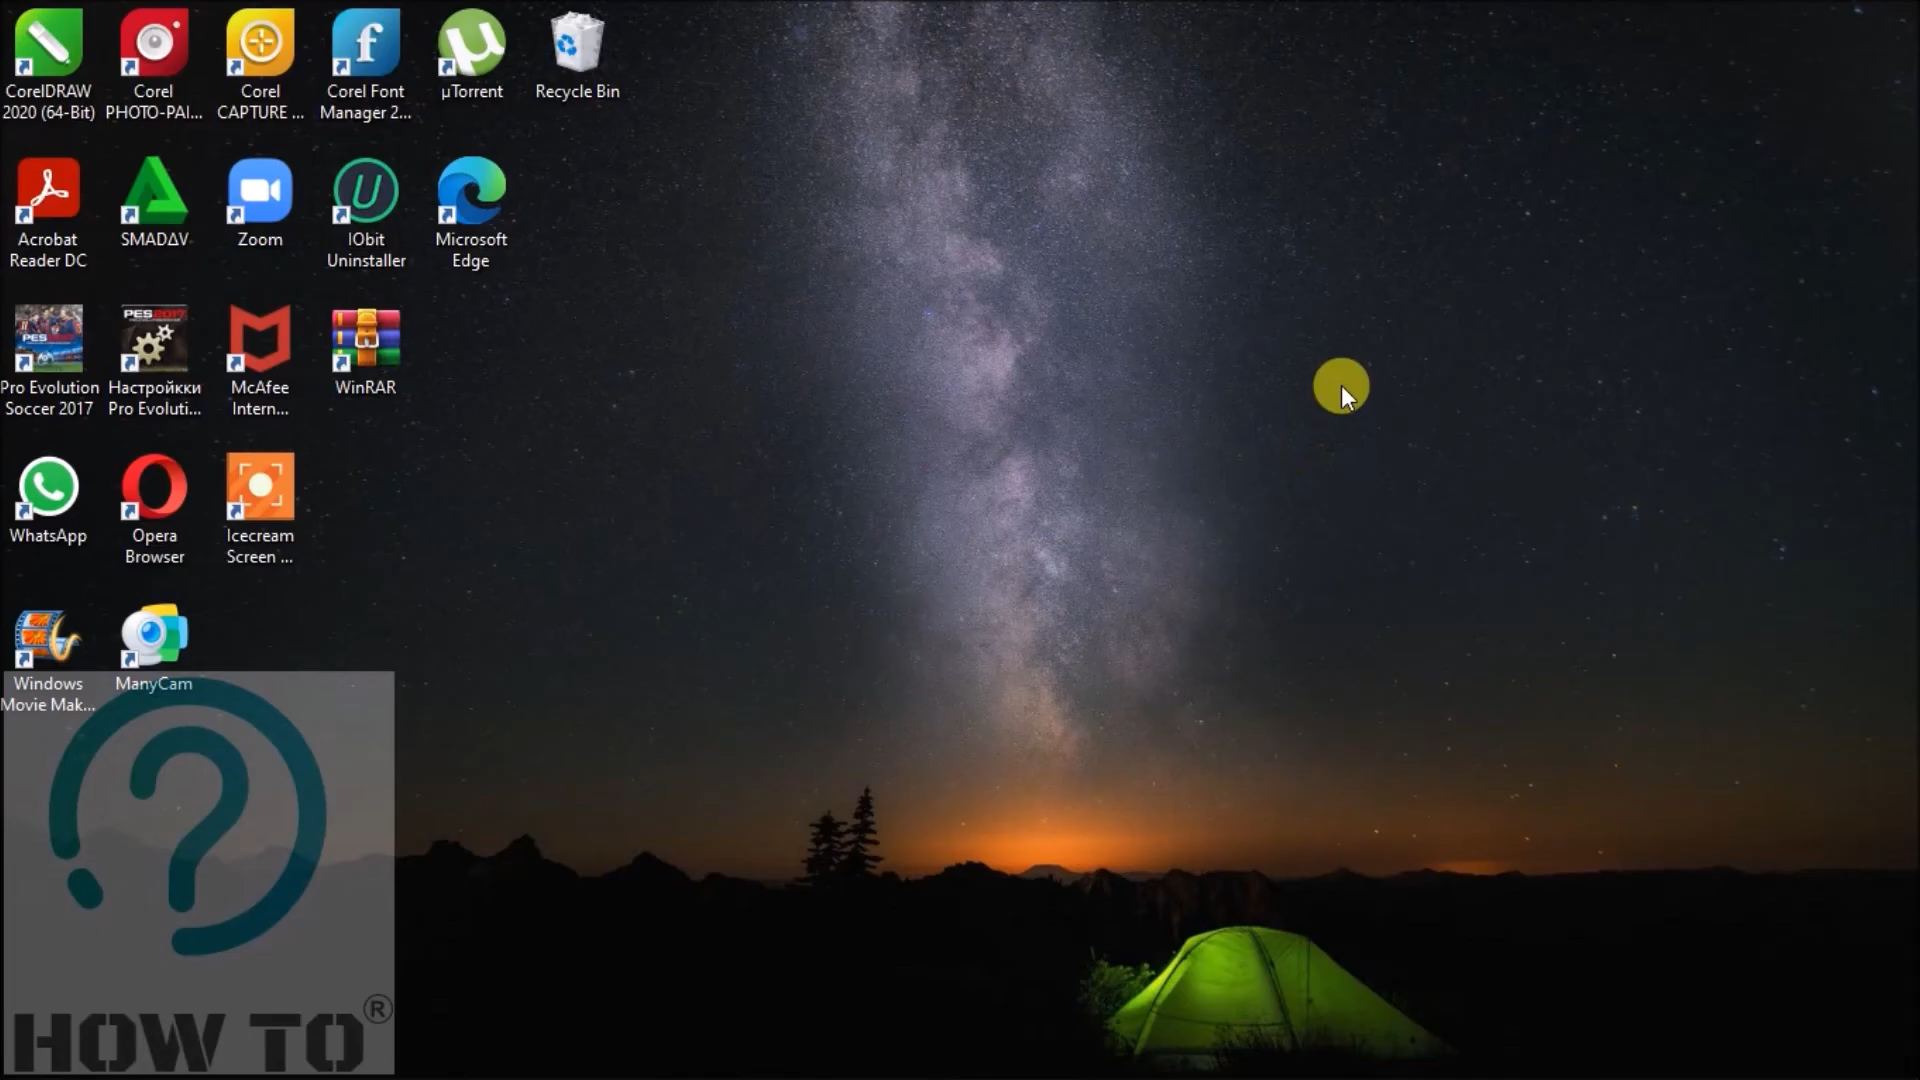 CorelDRAW
2020 (64-Bit)
Corel
PHOTO-PAI...
Corel
CAPTURE ...
Corel Font
Manager 2...
µTorrent
Recycle Bin
Acrobat
Reader DC
SMADΔV
Zoom
IObit
Uninstaller
Microsoft
Edge
Pro Evolution
Soccer 2017
PES2017
Настройкки
Pro Evoluti...
McAfee
Intern...
WinRAR
WhatsApp
Opera
Browser
Icecream
Screen ...
Windows
Movie Mak...
ManyCam
HOW TO®